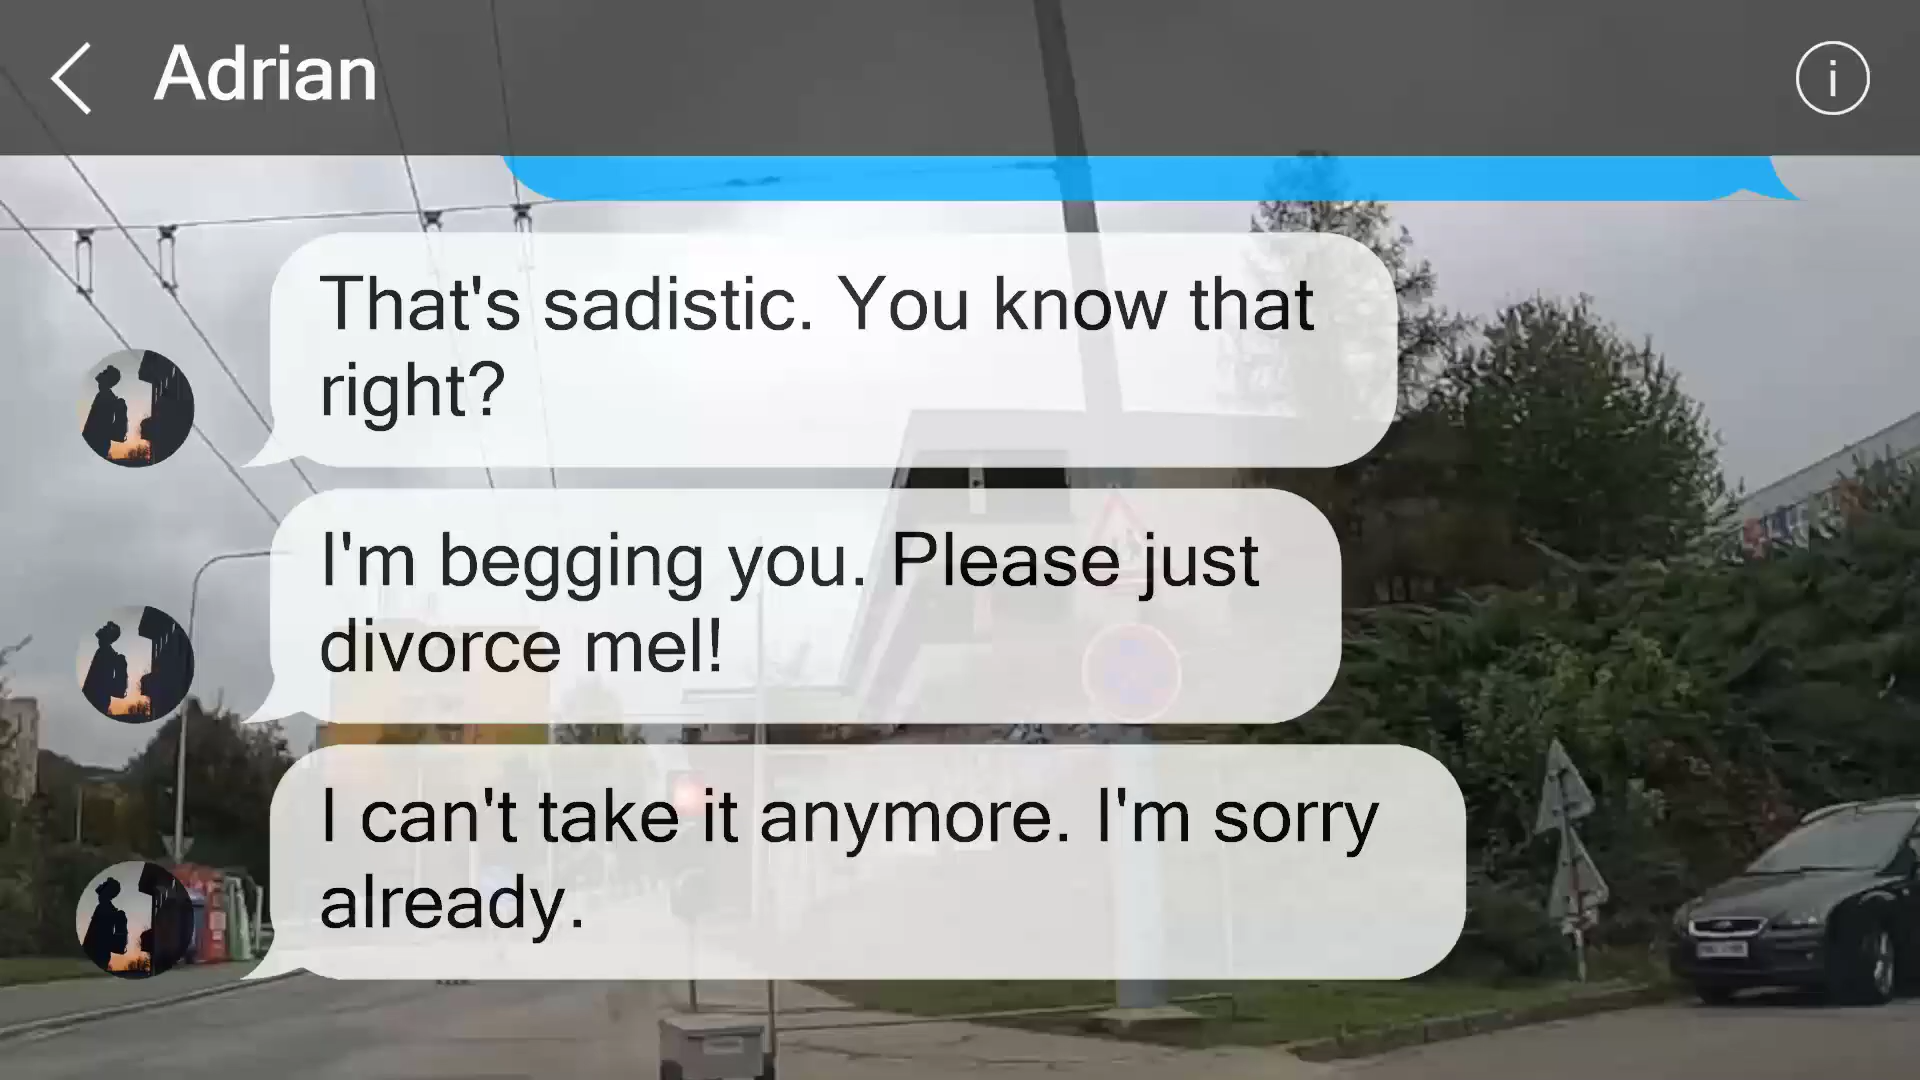 Adrian
i
That's sadistic. You know that
right?
I'm begging you. Please just
divorce mel!
I can't take it anymore. I'm sorry
already.